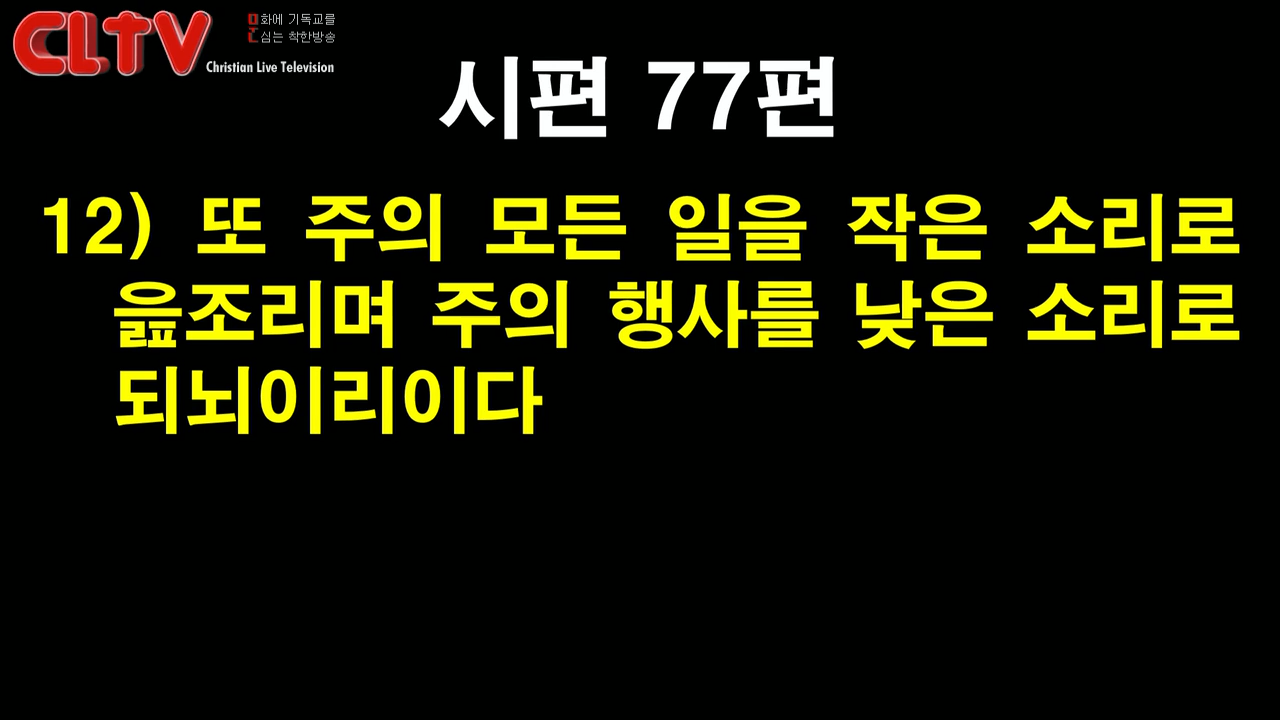 CLTV
문화에 기독교를
심는 착한방송
Christian Live Television
시편 77편
12) 또 주의 모든 일을 작은 소리로
읊조리며 주의 행사를 낮은 소리로
되뇌이리이다